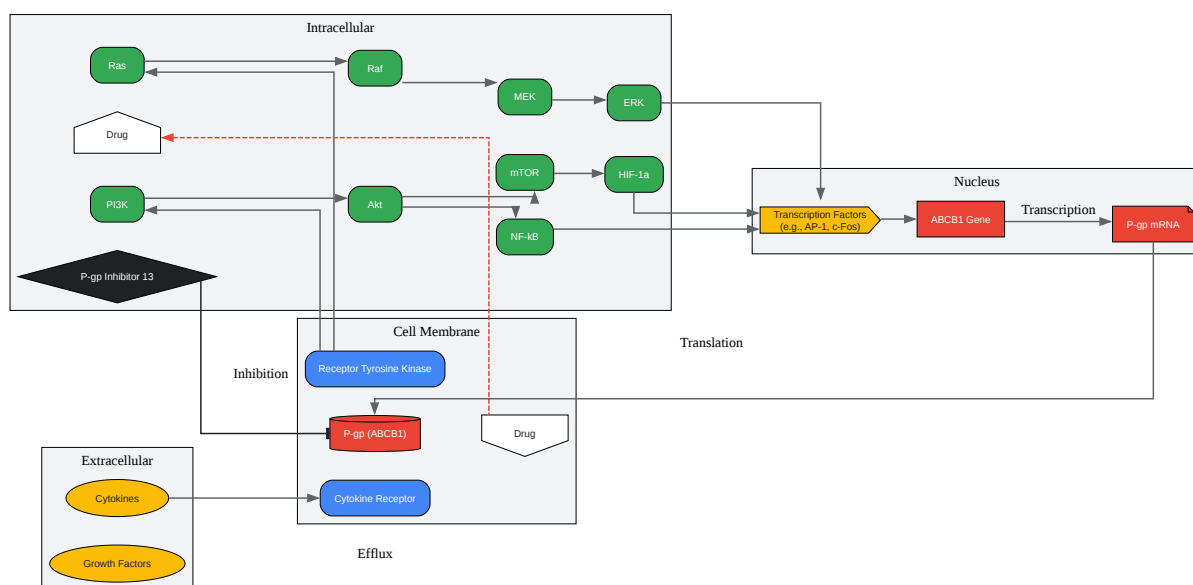 Intracellular
Ras
Raf
MEK
ERK
Drug
mTOR
HIF-1a
PI3K
Akt
NF-kB
P-gp Inhibitor 13
Nucleus
Transcription Factors
(e.g., AP-1, c-Fos)
ABCB1 Gene
Transcription
P-gp mRNA
Cell Membrane
Receptor Tyrosine Kinase
Inhibition
Translation
P-gp (ABCB1)
Drug
Cytokine Receptor
Extracellular
Cytokines
Growth Factors
Efflux